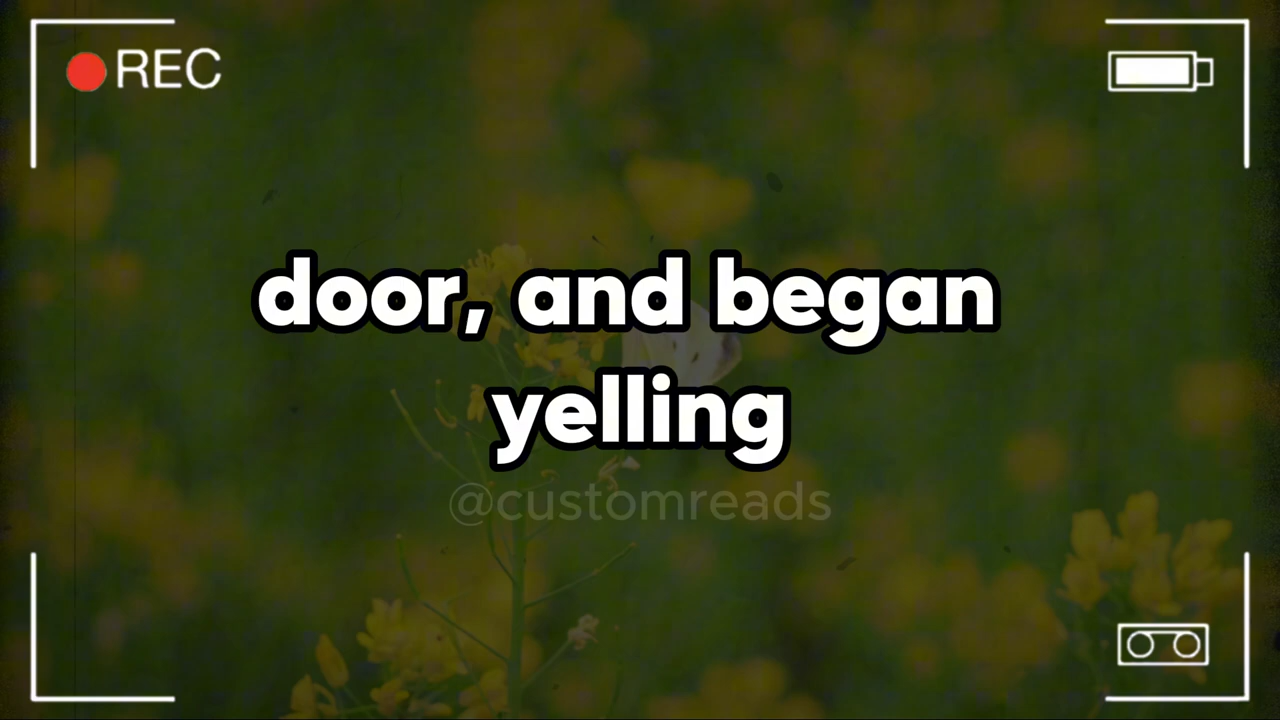 REC
door, and began
yelling
@customreads